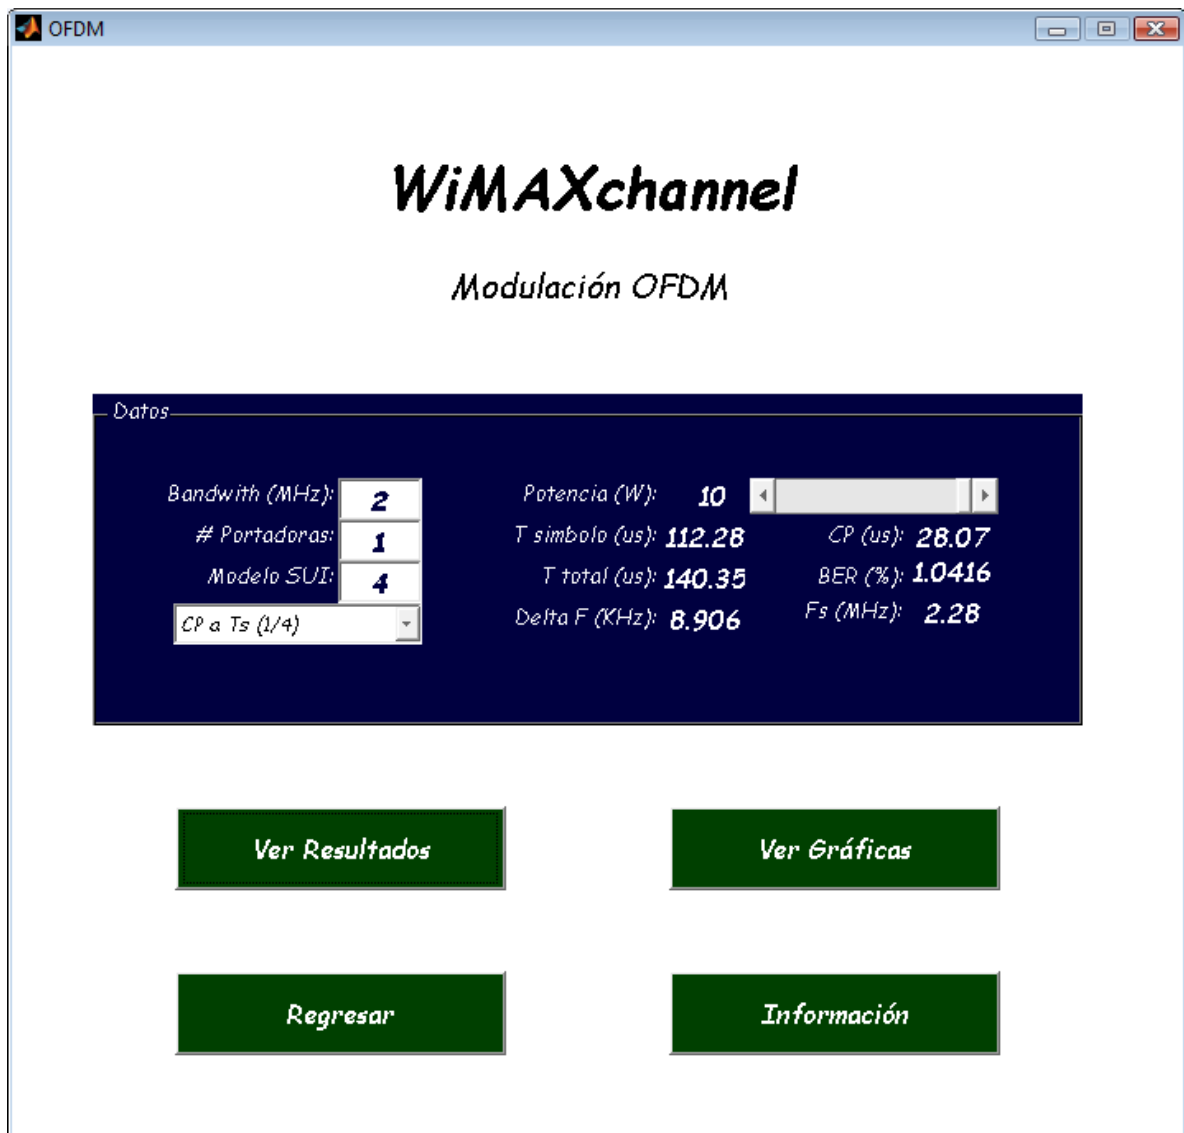 OFDM
WiMAXchannel
Modulación OFDM
Datos
Bandwith (MHz): 2 Potencia (W): 10
# Portadoras: 1 T simbolo (us): 112.28 CP (us): 28.07
Modelo SUI: 4 T total (us): 140.35 BER (%): 1.0416
CP a Ts (1/4) Delta F (KHz): 8.906 Fs (MHz): 2.28
Ver Resultados Ver Gráficas
Regresar Información